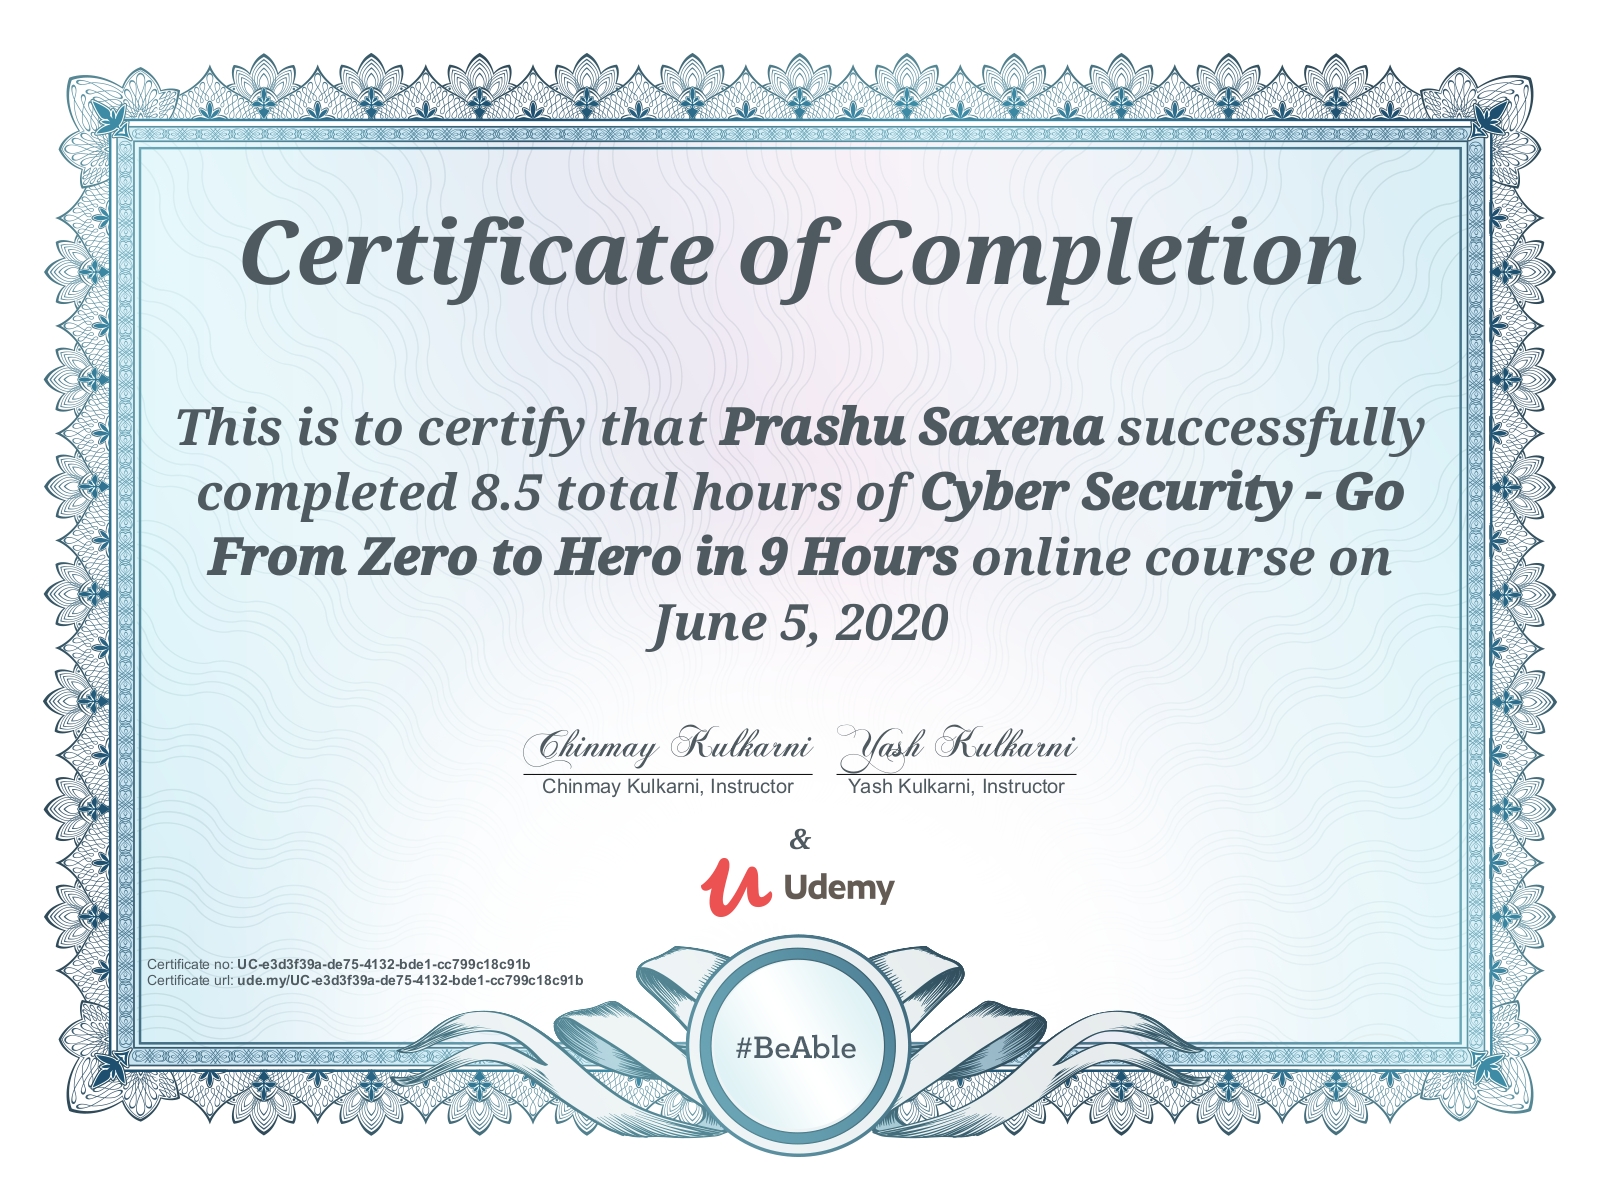 Certificate of Completion
This is to certify that Prashu Saxena successfully
completed 8.5 total hours of Cyber Security - Go
From Zero to Hero in 9 Hours online course on
June 5, 2020
Chinmay Kulkarni Yash Kulkarni
Chinmay Kulkarni, Instructor Yash Kulkarni, Instructor
&
Udemy
Certificate no: UC-e3d3f39a-de75-4132-bde1-cc799c18c91b
Certificate url: ude.my/UC-e3d3f39a-de75-4132-bde1-cc799c18c91b
#BeAble